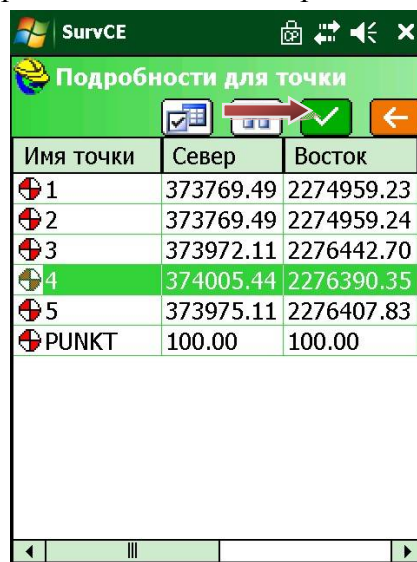 SurvCE
Подробности для точки
Имя точки Север Восток
1 373769.49 2274959.23
2 373769.49 2274959.24
3 373972.11 2276442.70
4 374005.44 2276390.35
5 373975.11 2276407.83
PUNKT 100.00 100.00